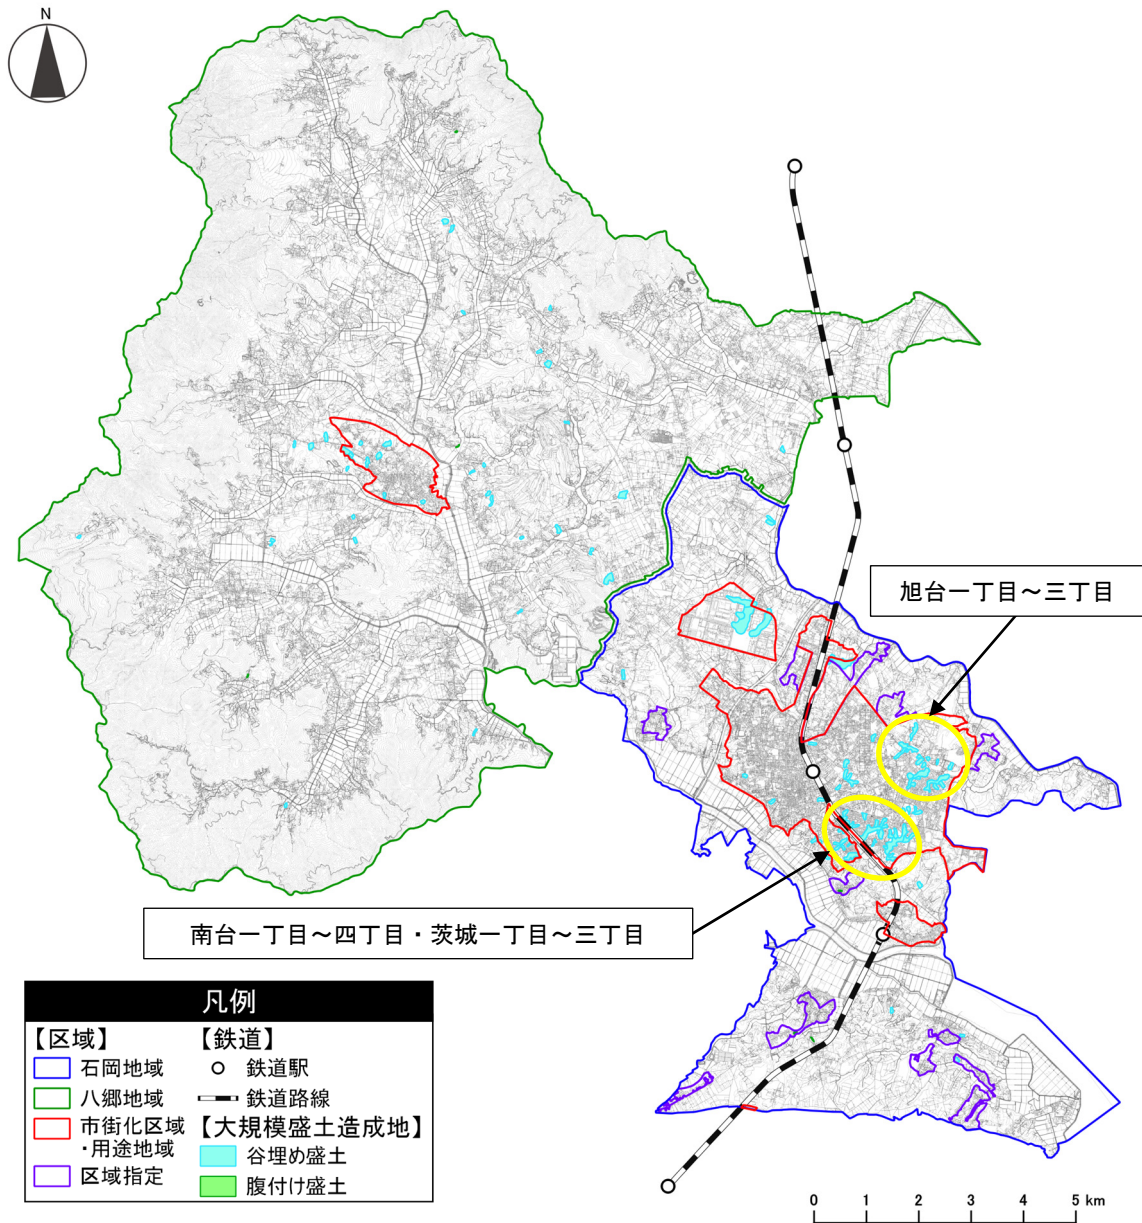 N
旭台一丁目～三丁目
南台一丁目～四丁目・茨城一丁目～三丁目
凡例
【区域】
石岡地域
八郷地域
市街化区域
・用途地域
区域指定
【鉄道】
鉄道駅
鉄道路線
【大規模盛土造成地】
谷埋め盛土
腹付け盛土
0 1 2 3 4 5 km